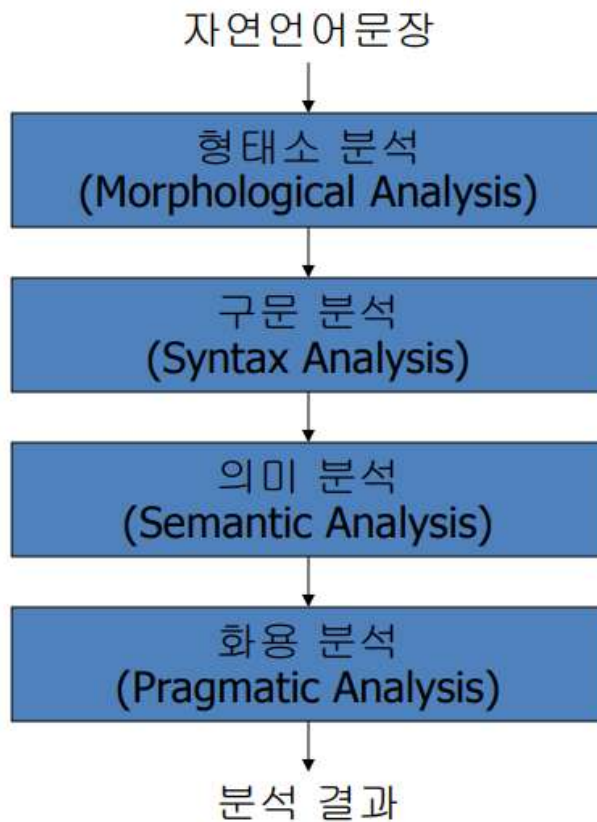 자연언어문장
형태소 분석
(Morphological Analysis)
구문 분석
(Syntax Analysis)
의미 분석
(Semantic Analysis)
화용 분석
(Pragmatic Analysis)
분석 결과